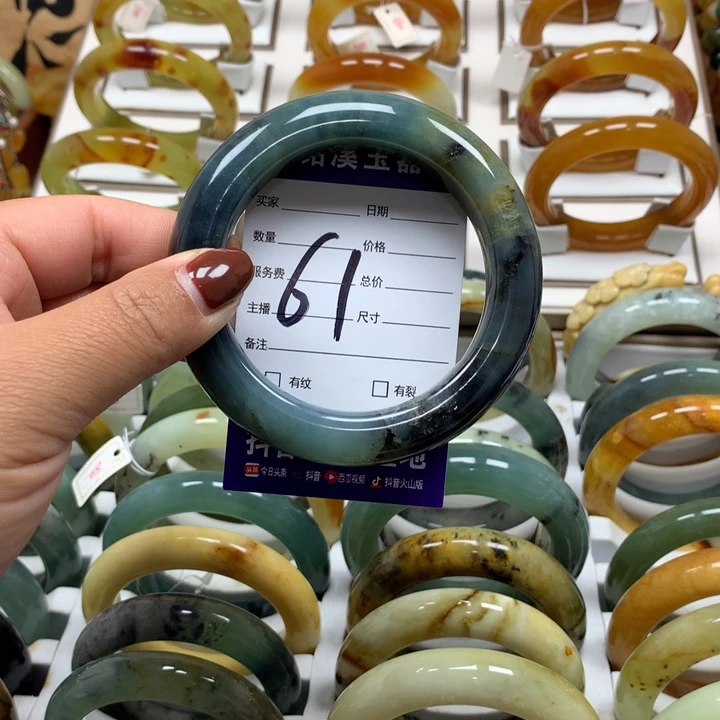 溪玉器
买家 日期
数量 价格
服务费 总价
主播 尺寸
61
备注
有纹 有裂
今日头条 抖音 西瓜视频 抖音火山版